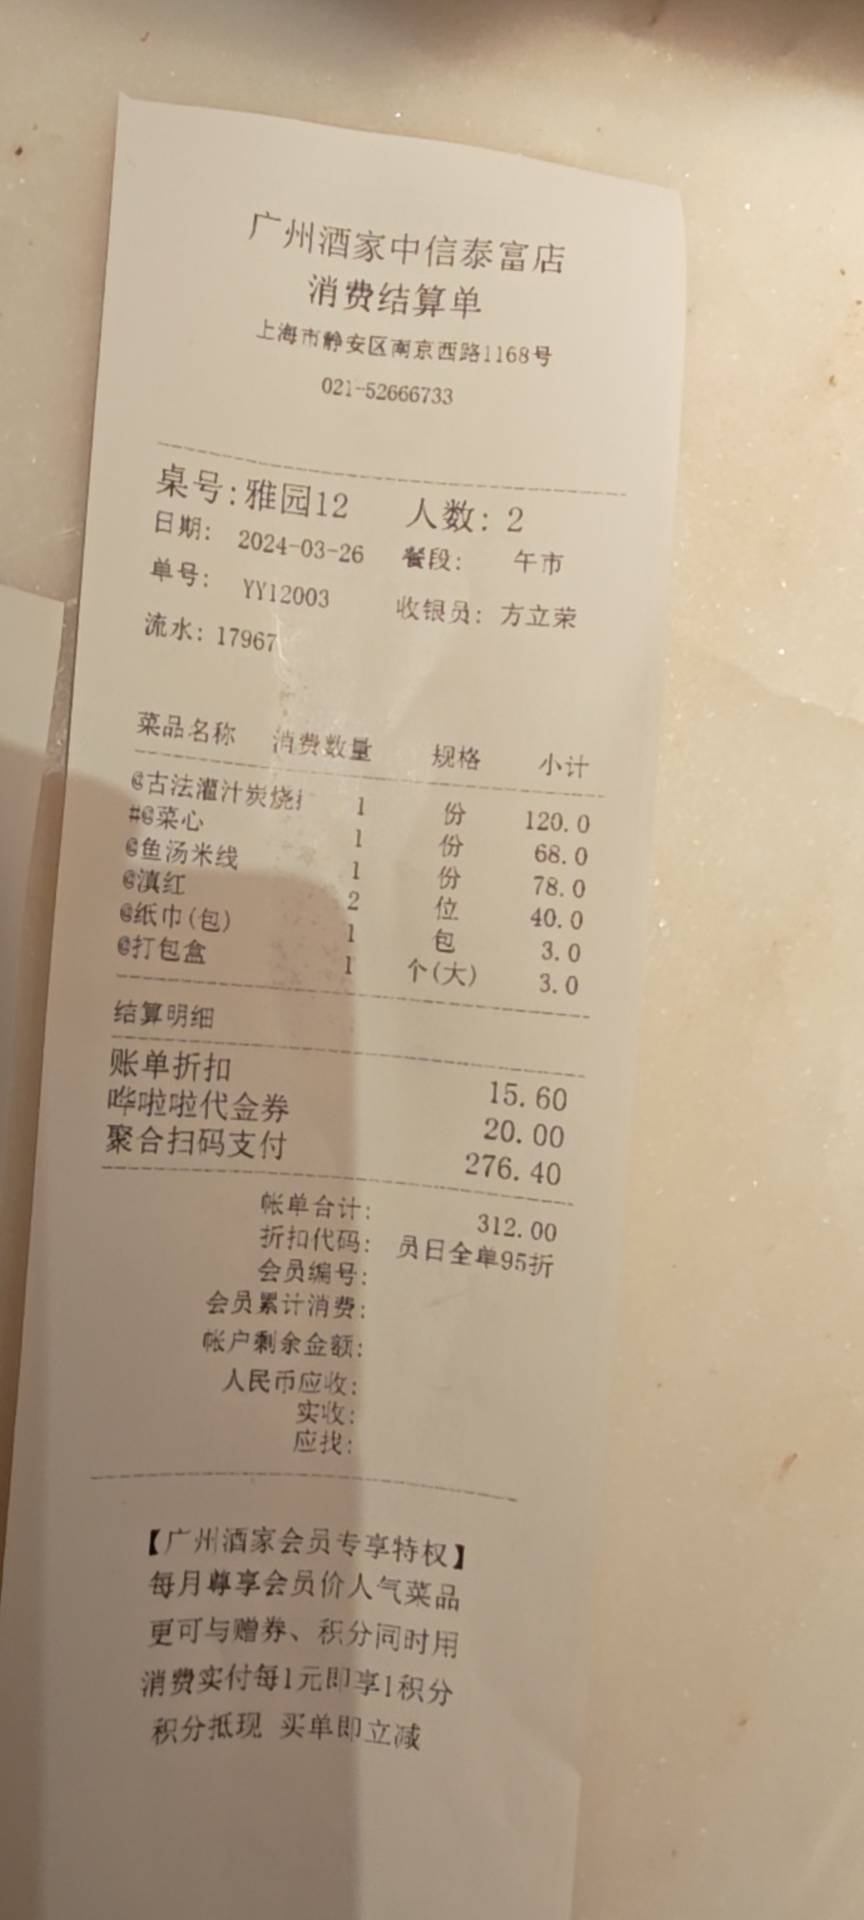 广州酒家中信泰富店
消费结算单
上海市静安区南京西路1168号
021-52666733
桌号:雅园12 人数: 2
日期: 2024-03-26 餐段: 午市
单号: YY12003 收银员: 方立荣
流水: 17967
菜品名称 消费数量 规格 小计
@古法灌汁炭烧 1 份 120.0
#@菜心 1 份 68.0
@鱼汤米线 1 份 78.0
@滇红 2 位 40.0
@纸巾(包) 1 包 3.0
@打包盒 1 个(大) 3.0
结算明细
账单折扣 15.60
哗啦啦代金券 20.00
聚合扫码支付 276.40
帐单合计: 312.00
折扣代码: 员日全单95折
会员编号:
会员累计消费:
帐户剩余金额:
人民币应收:
实收:
应找:
【广州酒家会员专享特权】
每月尊享会员价人气菜品
更可与赠券、积分同时用
消费实付每1元即享1积分
积分抵现 买单即立减